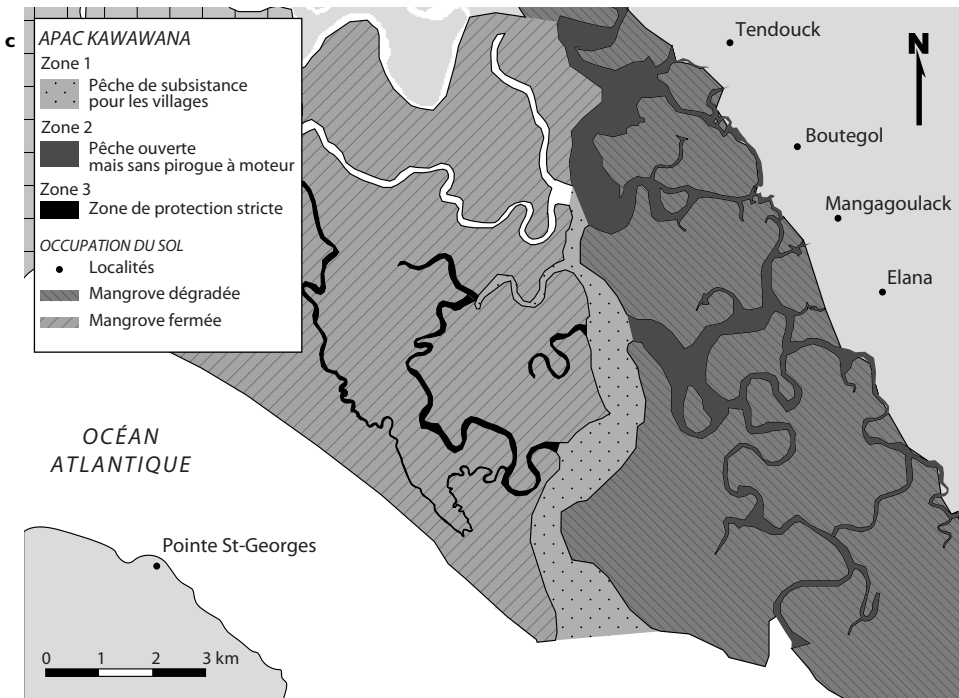 c
APAC KAWAWANA
Zone 1
Pêche de subsistance
pour les villages
Zone 2
Pêche ouverte
mais sans pirogue à moteur
Zone 3
Zone de protection stricte
OCCUPATION DU SOL
Localités
Mangrove dégradée
Mangrove fermée
Tendouck
N
Boutegol
Mangagoulack
Elana
OCÉAN
ATLANTIQUE
Pointe St-Georges
0 1 2 3 km